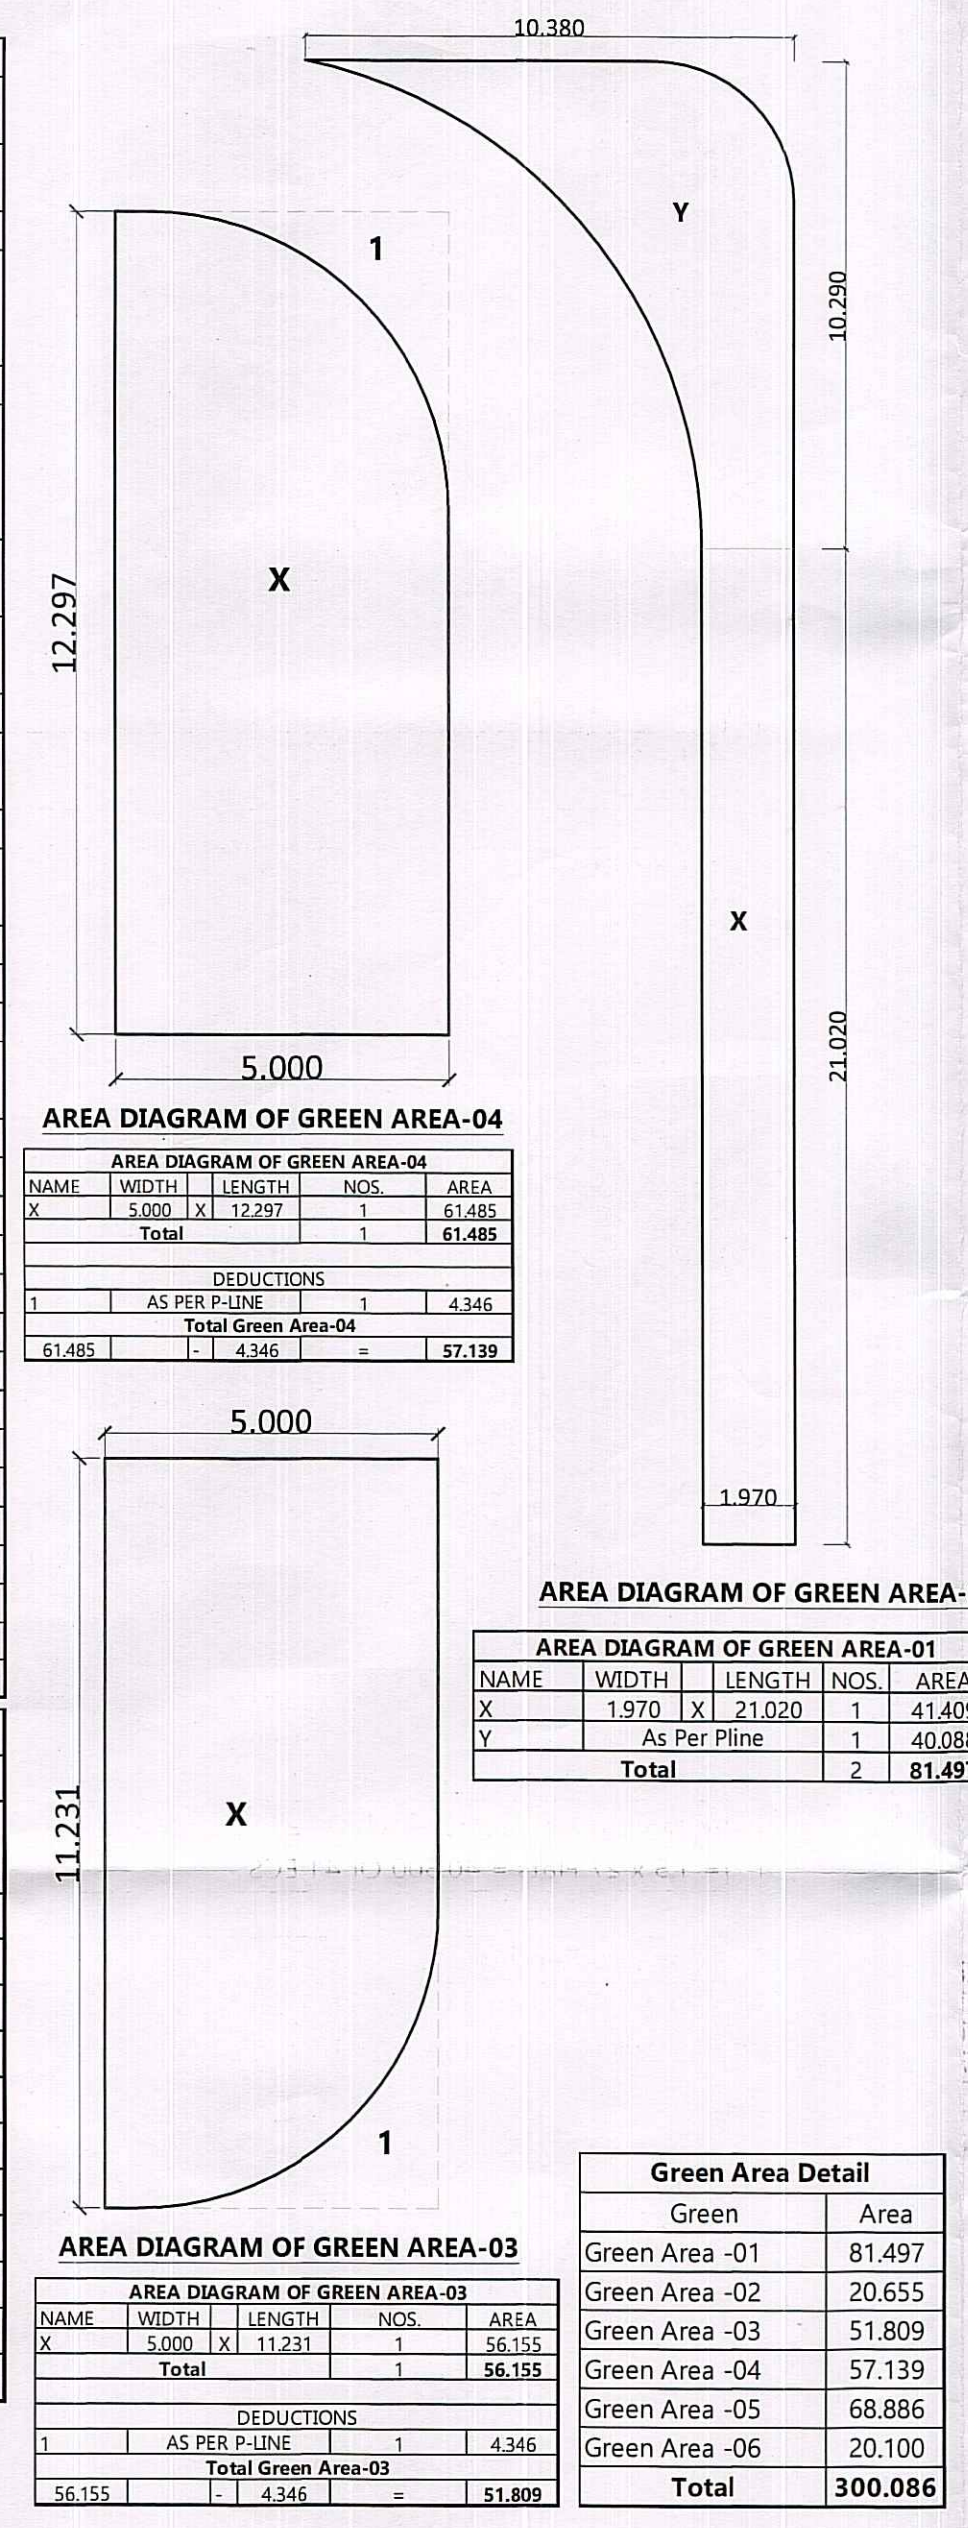 10.380
Y
10.290
1
X
12.297
5.000
AREA DIAGRAM OF GREEN AREA-04
AREA DIAGRAM OF GREEN AREA-04
NAME WIDTH LENGTH NOS. AREA
X 5.000 X 12.297 1 61.485
Total 1 61.485
DEDUCTIONS
1 AS PER P-LINE 1 4.346
Total Green Area-04
61.485 - 4.346 = 57.139
X
21.020
1.970
AREA DIAGRAM OF GREEN AREA-
AREA DIAGRAM OF GREEN AREA-01
NAME WIDTH LENGTH NOS. AREA
X 1.970 X 21.020 1 41.409
Y As Per Pline 1 40.088
Total 2 81.497
5.000
11.231
X
1
AREA DIAGRAM OF GREEN AREA-03
AREA DIAGRAM OF GREEN AREA-03
NAME WIDTH LENGTH NOS. AREA
X 5.000 X 11.231 1 56.155
Total 1 56.155
DEDUCTIONS
1 AS PER P-LINE 1 4.346
Total Green Area-03
56.155 - 4.346 = 51.809
Green Area Detail
Green Area
Green Area -01 81.497
Green Area -02 20.655
Green Area -03 51.809
Green Area -04 57.139
Green Area -05 68.886
Green Area -06 20.100
Total 300.086